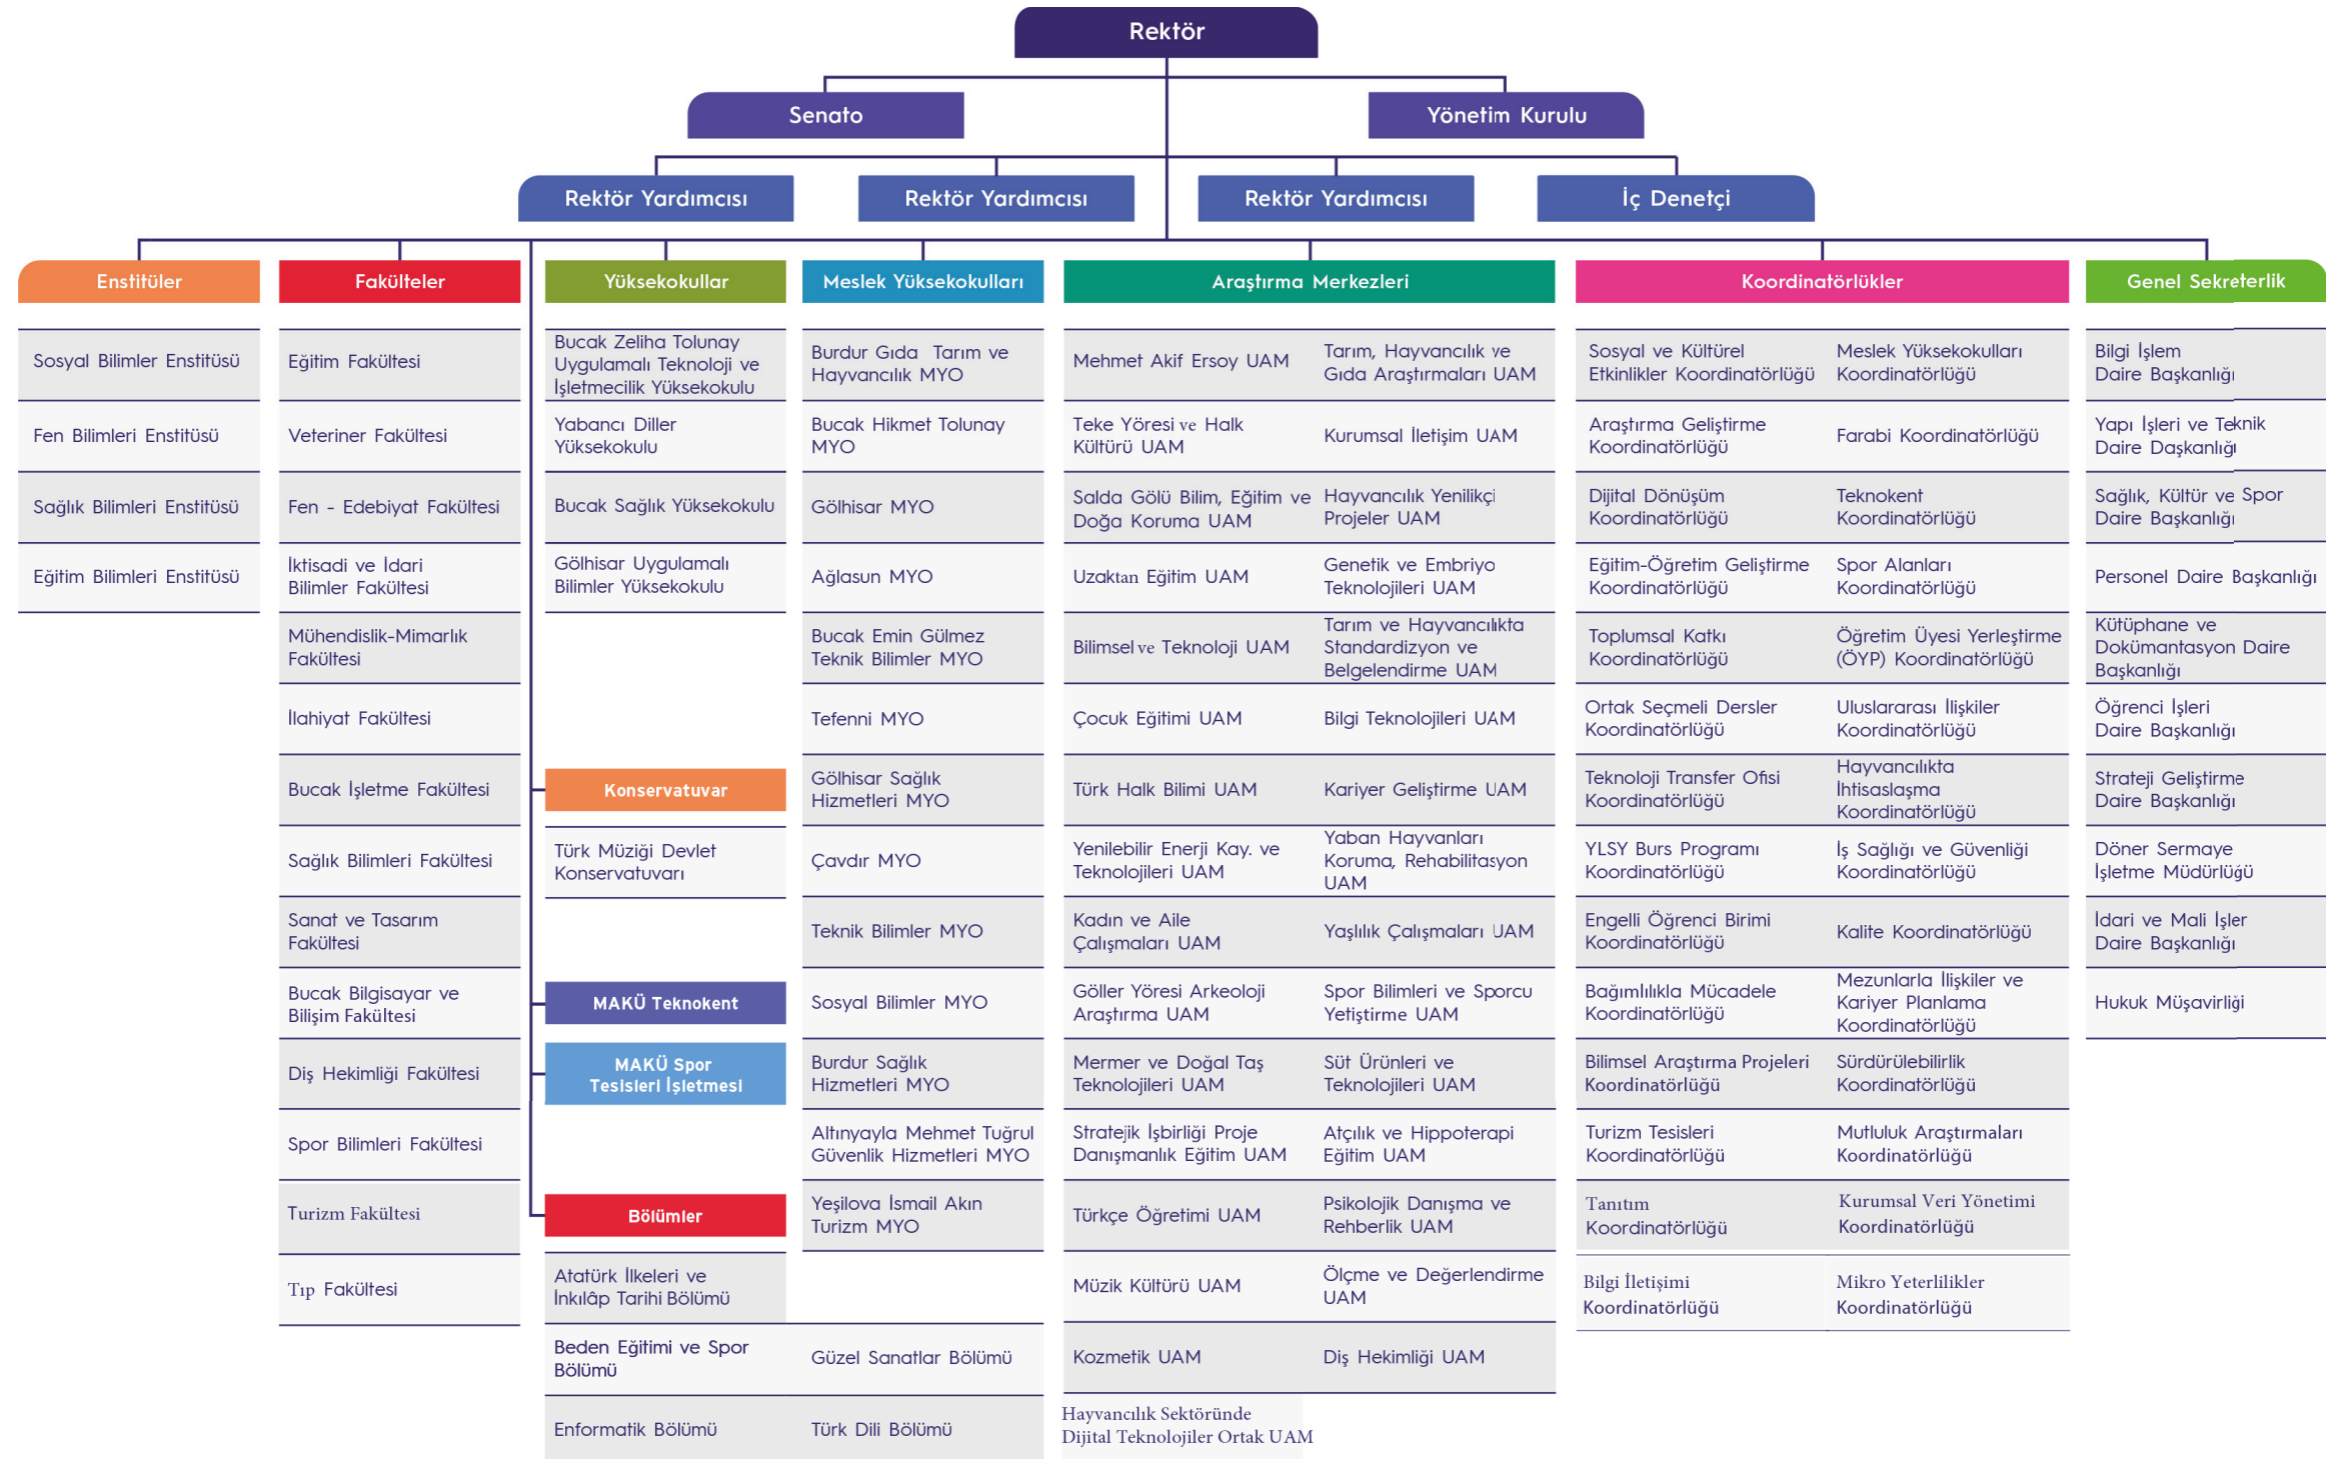 Rektör
Senato
Yönetim Kurulu
Rektör Yardımcısı
Rektör Yardımcısı
Rektör Yardımcısı
İç Denetçi
Enstitüler
Sosyal Bilimler Enstitüsü
Fen Bilimleri Enstitüsü
Sağlık Bilimleri Enstitüsü
Eğitim Bilimleri Enstitüsü
Fakülteler
Eğitim Fakültesi
Veteriner Fakültesi
Fen - Edebiyat Fakültesi
İktisadi ve İdari
Bilimler Fakültesi
Mühendislik-Mimarlık
Fakültesi
İlahiyat Fakültesi
Bucak İşletme Fakültesi
Sağlık Bilimleri Fakültesi
Sanat ve Tasarım
Fakültesi
Bucak Bilgisayar ve
Bilişim Fakültesi
Diş Hekimliği Fakültesi
Spor Bilimleri Fakültesi
Turizm Fakültesi
Tıp Fakültesi
Yüksekokullar
Bucak Zeliha Tolunay
Uygulamalı Teknoloji ve
İşletmecilik Yüksekokulu
Yabancı Diller
Yüksekokulu
Bucak Sağlık Yüksekokulu
Gölhisar Uygulamalı
Bilimler Yüksekokulu
Konservatuvar
Türk Müziği Devlet
Konservatuvarı
MAKÜ Teknokent
MAKÜ Spor
Tesisleri İşletmesi
Bölümler
Atatürk İlkeleri ve
İnkılâp Tarihi Bölümü
Beden Eğitimi ve Spor
Bölümü
Güzel Sanatlar Bölümü
Enformatik Bölümü
Türk Dili Bölümü
Meslek Yüksekokulları
Burdur Gıda Tarım ve
Hayvancılık MYO
Bucak Hikmet Tolunay
MYO
Gölhisar MYO
Ağlasun MYO
Bucak Emin Gülmez
Teknik Bilimler MYO
Tefenni MYO
Gölhisar Sağlık
Hizmetleri MYO
Çavdır MYO
Teknik Bilimler MYO
Sosyal Bilimler MYO
Burdur Sağlık
Hizmetleri MYO
Altınyayla Mehmet Tuğrul
Güvenlik Hizmetleri MYO
Yeşilova İsmail Akın
Turizm MYO
Araştırma Merkezleri
Mehmet Akif Ersoy UAM
Teke Yöresi ve Halk
Kültürü UAM
Salda Gölü Bilim, Eğitim ve
Doğa Koruma UAM
Uzaktan Eğitim UAM
Bilimsel ve Teknoloji UAM
Çocuk Eğitimi UAM
Türk Halk Bilimi UAM
Yenilebilir Enerji Kay. ve
Teknolojileri UAM
Kadın ve Aile
Çalışmaları UAM
Göller Yöresi Arkeoloji
Araştırma UAM
Mermer ve Doğal Taş
Teknolojileri UAM
Stratejik İşbirliği Proje
Danışmanlık Eğitim UAM
Türkçe Öğretimi UAM
Müzik Kültürü UAM
Kozmetik UAM
Hayvancılık Sektöründe
Dijital Teknolojiler Ortak UAM
Tarım, Hayvancılık ve
Gıda Araştırmaları UAM
Kurumsal İletişim UAM
Hayvancılık Yenilikçi
Projeler UAM
Genetik ve Embriyo
Teknolojileri UAM
Tarım ve Hayvancılıkta
Standardizyon ve
Belgelendirme UAM
Bilgi Teknolojileri UAM
Kariyer Geliştirme UAM
Yaban Hayvanları
Koruma, Rehabilitasyon
UAM
Yaşlılık Çalışmaları UAM
Spor Bilimleri ve Sporcu
Yetiştirme UAM
Süt Ürünleri ve
Teknolojileri UAM
Atçılık ve Hippoterapi
Eğitim UAM
Psikolojik Danışma ve
Rehberlik UAM
Ölçme ve Değerlendirme
UAM
Diş Hekimliği UAM
Koordinatörlükler
Sosyal ve Kültürel
Etkinlikler Koordinatörlüğü
Araştırma Geliştirme
Koordinatörlüğü
Dijital Dönüşüm
Koordinatörlüğü
Eğitim-Öğretim Geliştirme
Koordinatörlüğü
Toplumsal Katkı
Koordinatörlüğü
Ortak Seçmeli Dersler
Koordinatörlüğü
Teknoloji Transfer Ofisi
Koordinatörlüğü
YLSY Burs Programı
Koordinatörlüğü
Engelli Öğrenci Birimi
Koordinatörlüğü
Bağımlılıkla Mücadele
Koordinatörlüğü
Bilimsel Araştırma Projeleri
Koordinatörlüğü
Turizm Tesisleri
Koordinatörlüğü
Tanıtım
Koordinatörlüğü
Bilgi İletişimi
Koordinatörlüğü
Meslek Yüksekokulları
Koordinatörlüğü
Farabi Koordinatörlüğü
Teknokent
Koordinatörlüğü
Spor Alanları
Koordinatörlüğü
Öğretim Üyesi Yerleştirme
(ÖYP) Koordinatörlüğü
Uluslararası İlişkiler
Koordinatörlüğü
Hayvancılıkta
İhtisaslaşma
Koordinatörlüğü
İş Sağlığı ve Güvenliği
Koordinatörlüğü
Kalite Koordinatörlüğü
Mezunlarla İlişkiler ve
Kariyer Planlama
Koordinatörlüğü
Sürdürülebilirlik
Koordinatörlüğü
Mutluluk Araştırmaları
Koordinatörlüğü
Kurumsal Veri Yönetimi
Koordinatörlüğü
Mikro Yeterlilikler
Koordinatörlüğü
Genel Sekreterlik
Bilgi İşlem
Daire Başkanlığı
Yapı İşleri ve Teknik
Daire Daşkanlığı
Sağlık, Kültür ve Spor
Daire Başkanlığı
Personel Daire Başkanlığı
Kütüphane ve
Dokümantasyon Daire
Başkanlığı
Öğrenci İşleri
Daire Başkanlığı
Strateji Geliştirme
Daire Başkanlığı
Döner Sermaye
İşletme Müdürlüğü
İdari ve Mali İşler
Daire Başkanlığı
Hukuk Müşavirliği